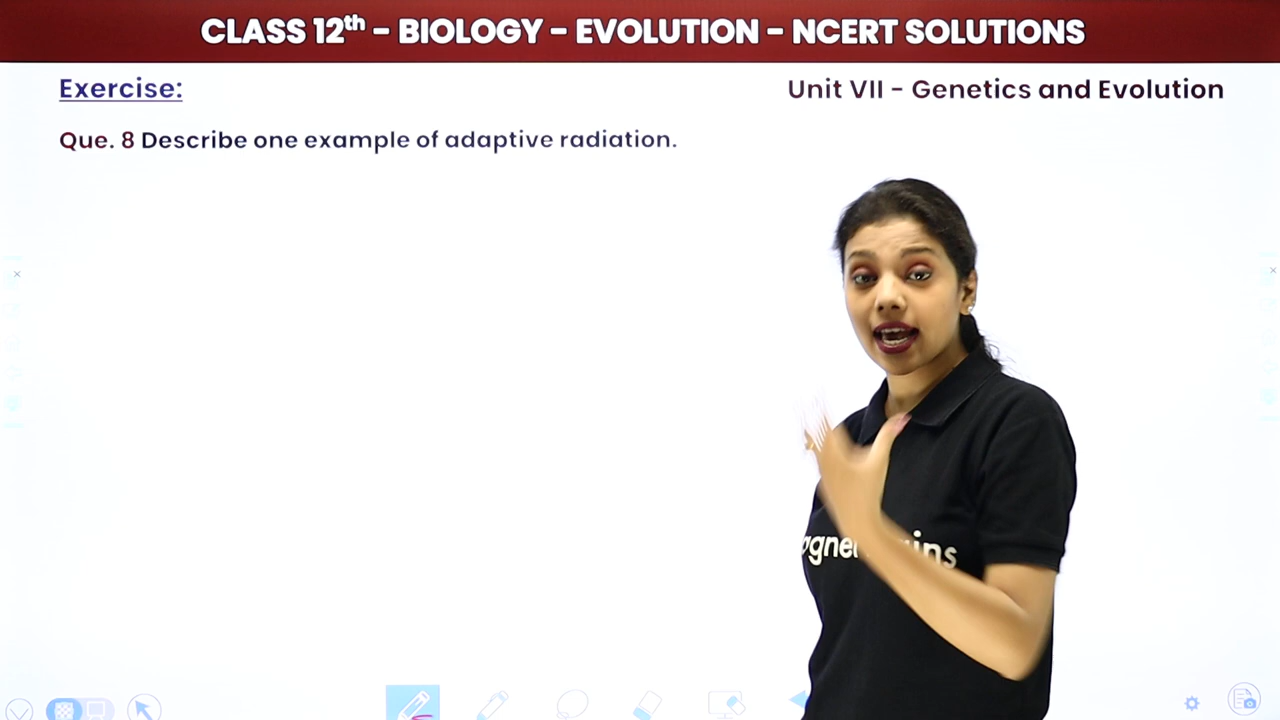 CLASS 12th – BIOLOGY – EVOLUTION – NCERT SOLUTIONS
Exercise:
Unit VII – Genetics and Evolution
Que. 8 Describe one example of adaptive radiation.